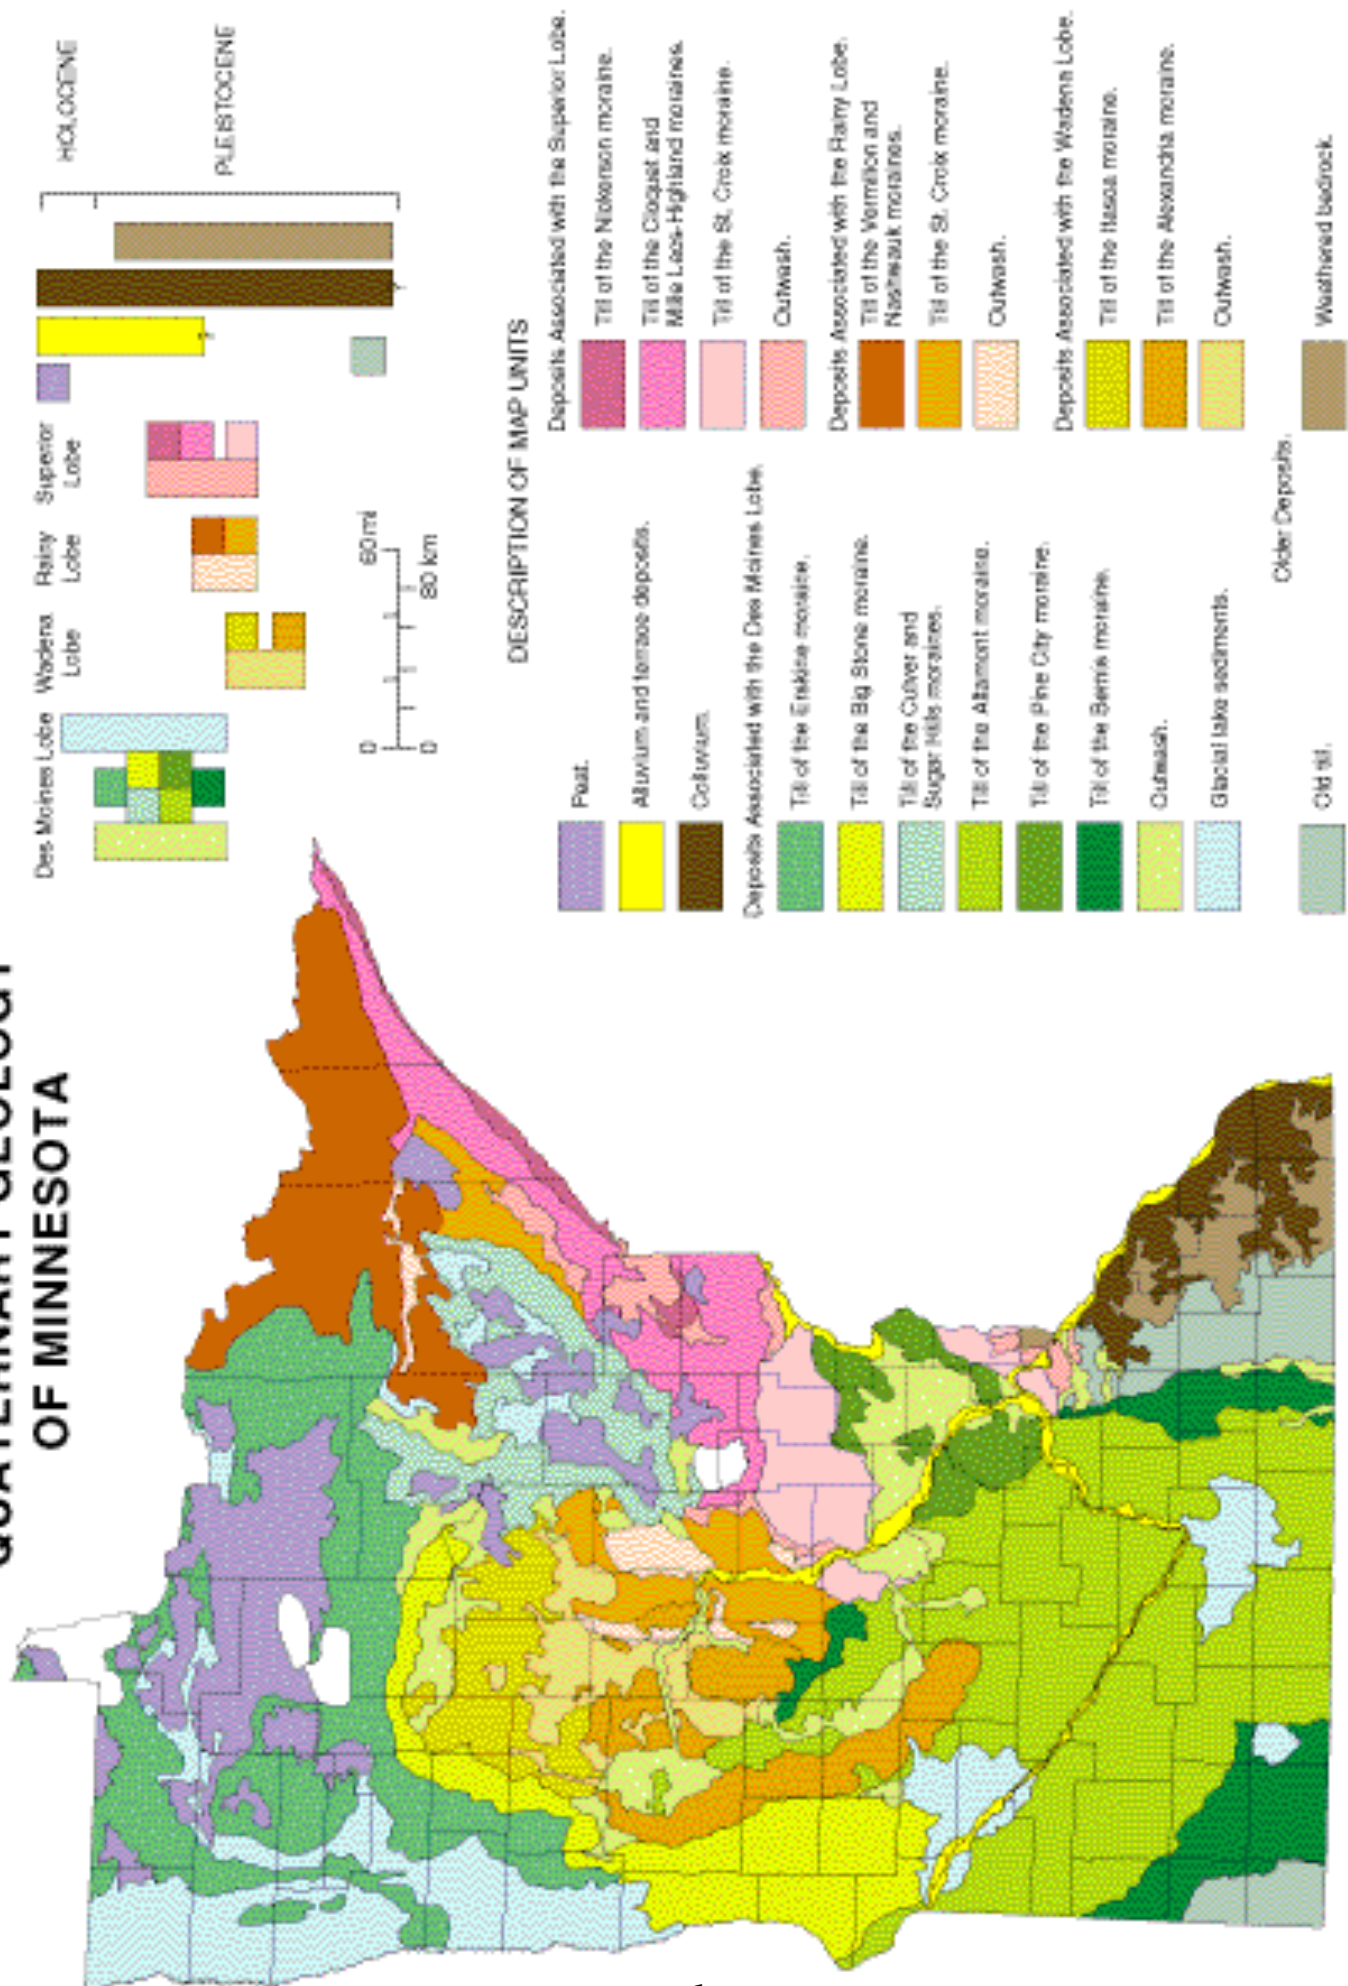 QUATERNARY GEOLOGY
OF MINNESOTA
Des Moines Lobe
Wadena
Lobe
Rainy
Lobe
Superior
Lobe
HOLOCENE
PLEISTOCENE
0
60 mi
0
80 km
DESCRIPTION OF MAP UNITS
Peat.
Alluvium and terrace deposits.
Colluvium.
Deposits Associated with the Des Moines Lobe.
Till of the Erskine moraine.
Till of the Big Stone moraine.
Till of the Culver and
Sugar Hills moraines.
Till of the Altamont moraine.
Till of the Pine City moraine.
Till of the Bemis moraine.
Outwash.
Glacial lake sediments.
Deposits Associated with the Superior Lobe.
Till of the Nickerson moraine.
Till of the Cloquet and
Mille Lacs-Highland moraines.
Till of the St. Croix moraine.
Outwash.
Deposits Associated with the Rainy Lobe.
Till of the Vermilion and
Nashwauk moraines.
Till of the St. Croix moraine.
Outwash.
Deposits Associated with the Wadena Lobe.
Till of the Itasca moraine.
Till of the Alexandria moraine.
Outwash.
Older Deposits.
Old till.
Weathered bedrock.